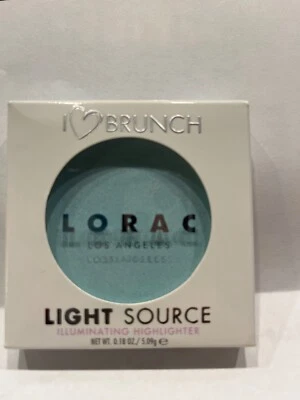 I ♡ BRUNCH
LORAC
LOS ANGELES
LIGHT SOURCE
ILLUMINATING HIGHLIGHTER
NET WT. 0.18 OZ. / 5.09g ℮